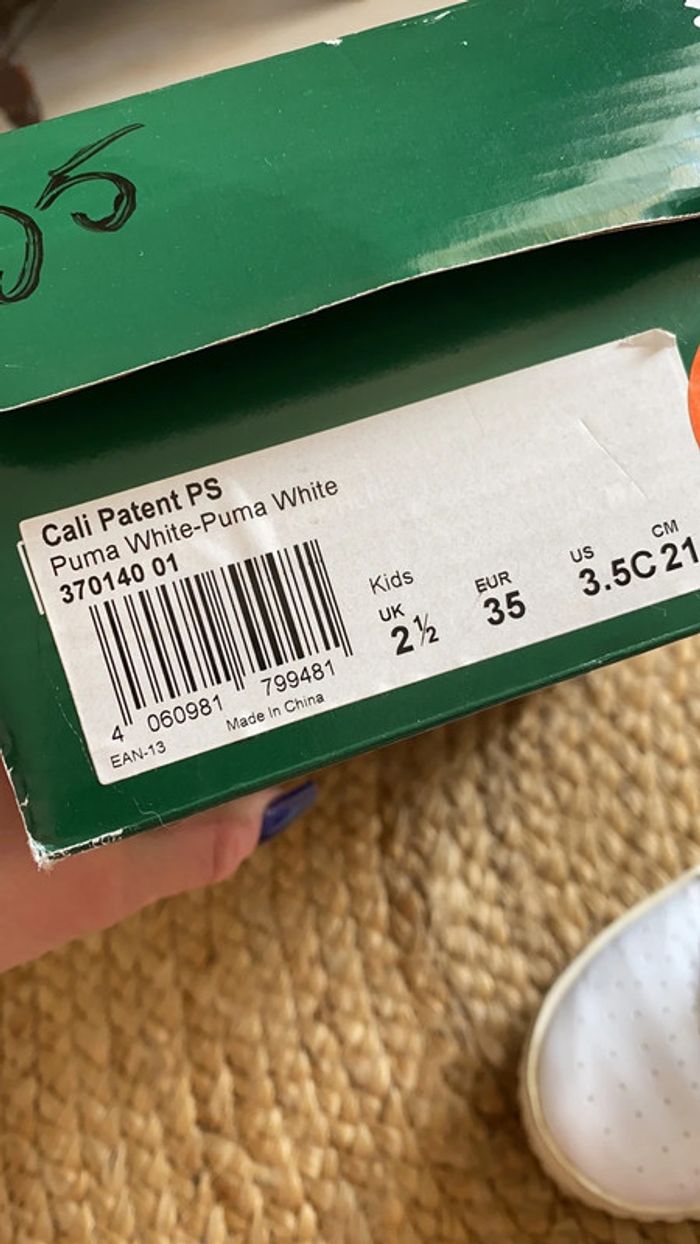 05
Cali Patent PS
Puma White-Puma White
370140 01
Kids
UK EUR US CM
2½ 35 3.5C 21
4 060981 799481
EAN-13 Made In China